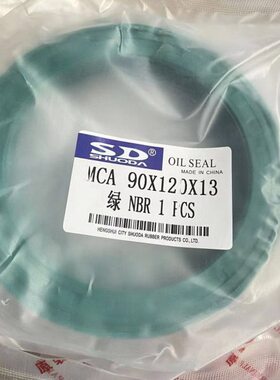 SD
SHUODA
OIL SEAL
MADE IN CHINA
MCA 90X120X13
绿 NBR 1 PCS
HENGSHUI CITY SHUODA RUBBER PRODUCTS CO.,LTD.